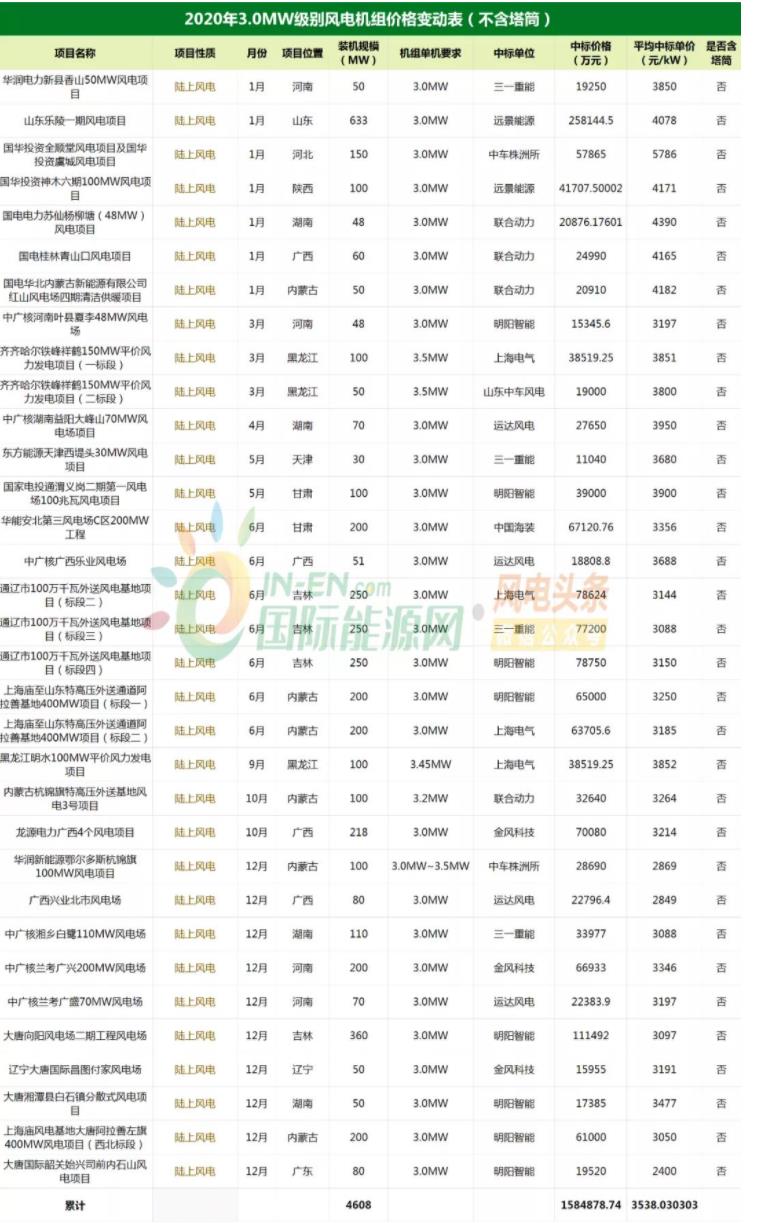 2020年3.0MW级别风电机组价格变动表（不含塔筒）
项目名称 项目性质 月份 项目位置 装机规模（MW） 机组单机要求 中标单位 中标价格（万元） 平均中标单价（元/kW） 是否含塔筒
华润电力新县香山50MW风电项目 陆上风电 1月 河南 50 3.0MW 三一重能 19250 3850 否
山东乐陵一期风电项目 陆上风电 1月 山东 633 3.0MW 远景能源 258144.5 4078 否
国华投资全顺堂风电项目及国华投资虞城风电项目 陆上风电 1月 河北 150 3.0MW 中车株洲所 57865 5786 否
国华投资神木六期100MW风电项目 陆上风电 1月 陕西 100 3.0MW 远景能源 41707.50002 4171 否
国电电力苏仙杨柳塘（48MW）风电项目 陆上风电 1月 湖南 48 3.0MW 联合动力 20876.17601 4390 否
国电桂林青山口风电项目 陆上风电 1月 广西 60 3.0MW 联合动力 24990 4165 否
国电华北内蒙古新能源有限公司红山风电场四期清洁供暖项目 陆上风电 1月 内蒙古 50 3.0MW 联合动力 20910 4182 否
中广核河南叶县夏李48MW风电场 陆上风电 3月 河南 48 3.0MW 明阳智能 15345.6 3197 否
齐齐哈尔铁峰祥鹤150MW平价风力发电项目（一标段） 陆上风电 3月 黑龙江 100 3.5MW 上海电气 38519.25 3851 否
齐齐哈尔铁峰祥鹤150MW平价风力发电项目（二标段） 陆上风电 3月 黑龙江 50 3.5MW 山东中车风电 19000 3800 否
中广核湖南益阳大峰山70MW风电场项目 陆上风电 4月 湖南 70 3.0MW 运达风电 27650 3950 否
东方能源天津西堤头30MW风电项目 陆上风电 5月 天津 30 3.0MW 三一重能 11040 3680 否
国家电投通渭义岗二期第一风电场100兆瓦风电项目 陆上风电 5月 甘肃 100 3.0MW 明阳智能 39000 3900 否
华能安北第三风电场C区200MW工程 陆上风电 6月 甘肃 200 3.0MW 中国海装 67120.76 3356 否
中广核广西乐业风电场 陆上风电 6月 广西 51 3.0MW 运达风电 18808.8 3688 否
通辽市100万千瓦外送风电基地项目（标段二） 陆上风电 6月 吉林 250 3.0MW 上海电气 78624 3144 否
通辽市100万千瓦外送风电基地项目（标段三） 陆上风电 6月 吉林 250 3.0MW 三一重能 77200 3088 否
通辽市100万千瓦外送风电基地项目（标段四） 陆上风电 6月 吉林 250 3.0MW 明阳智能 78750 3150 否
上海庙至山东特高压外送通道阿拉善基地400MW项目（标段一） 陆上风电 6月 内蒙古 200 3.0MW 明阳智能 65000 3250 否
上海庙至山东特高压外送通道阿拉善基地400MW项目（标段二） 陆上风电 6月 内蒙古 200 3.0MW 上海电气 63705.6 3185 否
黑龙江明水100MW平价风力发电项目 陆上风电 9月 黑龙江 100 3.45MW 上海电气 38519.25 3852 否
内蒙古杭锦旗特高压外送基地风电3号项目 陆上风电 10月 内蒙古 100 3.2MW 联合动力 32640 3264 否
龙源电力广西4个风电项目 陆上风电 10月 广西 218 3.0MW 金风科技 70080 3214 否
华润新能源鄂尔多斯杭锦旗100MW风电项目 陆上风电 12月 内蒙古 100 3.0MW~3.5MW 中车株洲所 28690 2869 否
广西兴业北市风电场 陆上风电 12月 广西 80 3.0MW 运达风电 22796.4 2849 否
中广核湘乡白鹭110MW风电场 陆上风电 12月 湖南 110 3.0MW 三一重能 33977 3088 否
中广核兰考广兴200MW风电场 陆上风电 12月 河南 200 3.0MW 金风科技 66933 3346 否
中广核兰考广盛70MW风电场 陆上风电 12月 河南 70 3.0MW 运达风电 22383.9 3197 否
大唐向阳风电场二期工程风电场 陆上风电 12月 吉林 360 3.0MW 明阳智能 111492 3097 否
辽宁大唐国际昌图付家风电场 陆上风电 12月 辽宁 50 3.0MW 金风科技 15955 3191 否
大唐湘潭县白石镇分散式风电项目 陆上风电 12月 湖南 50 3.0MW 明阳智能 17385 3477 否
上海庙风电基地大唐阿拉善左旗400MW风电项目（西北标段） 陆上风电 12月 内蒙古 200 3.0MW 明阳智能 61000 3050 否
大唐国际韶关始兴司前内石山风电项目 陆上风电 12月 广东 80 3.0MW 明阳智能 19520 2400 否
累计 4608 1584878.74 3538.030303
IN-EN.com
国际能源网
风电头条
微信公众号